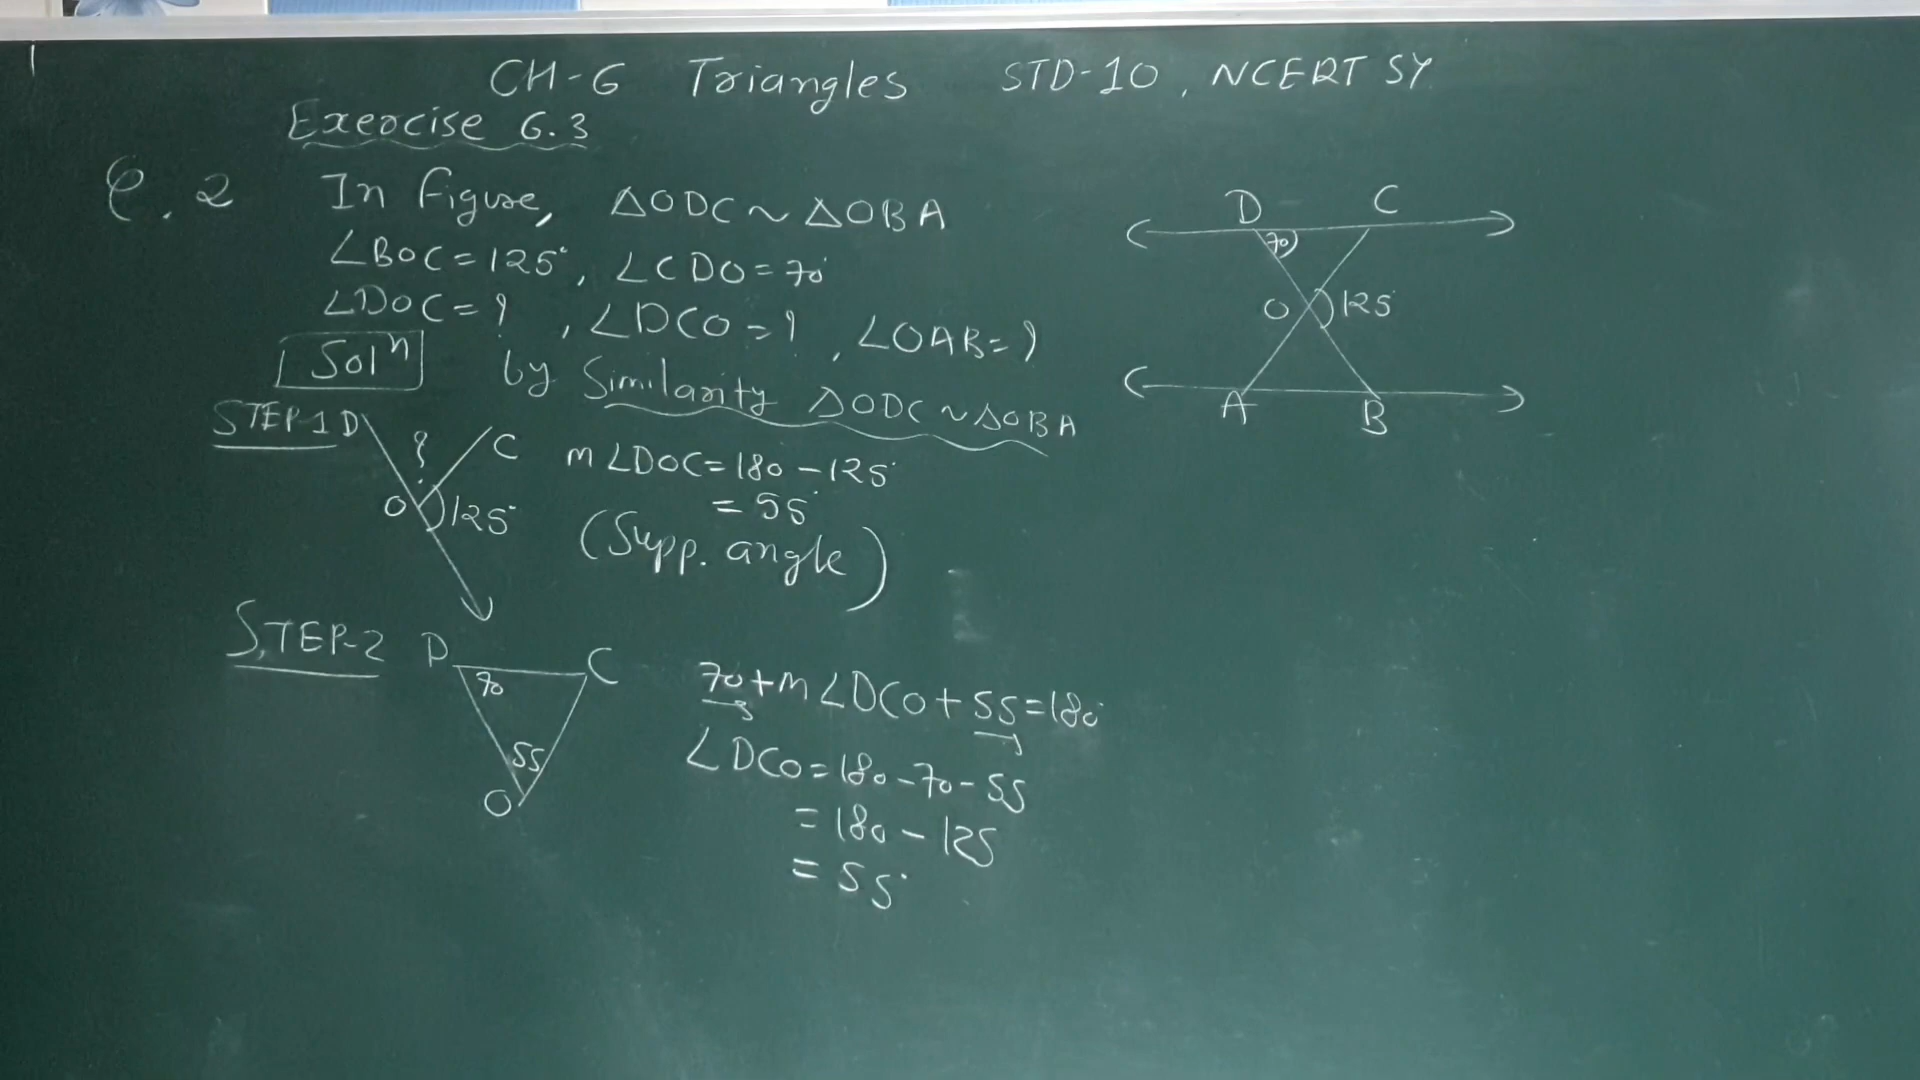 CH-6 Triangles STD-10, NCERT SY
Exercise 6.3
Q.2 In figure, △ODC ~ △OBA
∠BOC = 125°, ∠CDO = 70°
∠DOC = ?, ∠DCO = ?, ∠OAB = ?
Solⁿ by Similarity △ODC ~ △OBA
D C
70
O 125°
A B
STEP-1 D ? C
O 125°
m∠DOC = 180 - 125°
= 55°
(Supp. angle)
STEP-2 D C
70
55
O
70 + m∠DCO + 55 = 180°
∠DCO = 180 - 70 - 55
= 180 - 125
= 55°